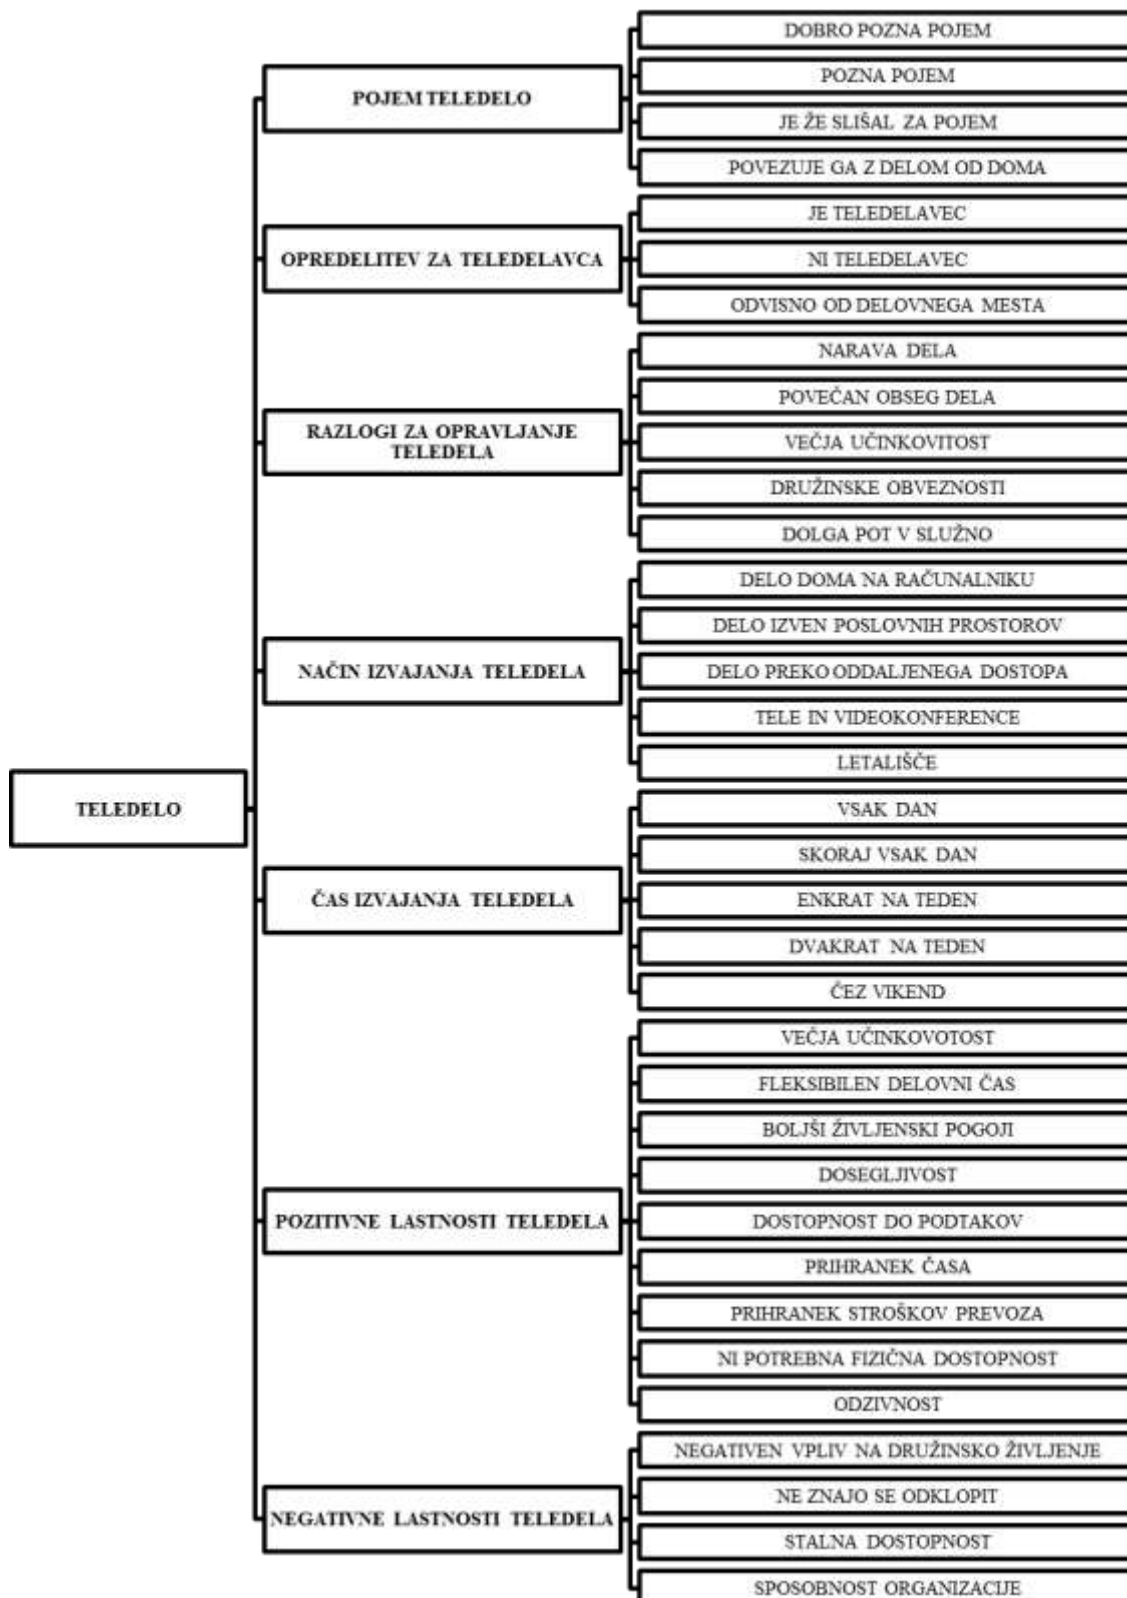 TELEDELO
POJEM TELEDELO
DOBRO POZNA POJEM
POZNA POJEM
JE ŽE SLIŠAL ZA POJEM
POVEZUJE GA Z DELOM OD DOMA
OPREDELITEV ZA TELEDELAVCA
JE TELEDELAVEC
NI TELEDELAVEC
ODVISNO OD DELOVNEGA MESTA
RAZLOGI ZA OPRAVLJANJE
TELEDELA
NARAVA DELA
POVEČAN OBSEG DELA
VEČJA UČINKOVITOST
DRUŽINSKE OBVEZNOSTI
DOLGA POT V SLUŽNO
NAČIN IZVAJANJA TELEDELA
DELO DOMA NA RAČUNALNIKU
DELO IZVEN POSLOVNIH PROSTOROV
DELO PREKO ODDALJENEGA DOSTOPA
TELE IN VIDEOKONFERENCE
LETALIŠČE
ČAS IZVAJANJA TELEDELA
VSAK DAN
SKORAJ VSAK DAN
ENKRAT NA TEDEN
DVAKRAT NA TEDEN
ČEZ VIKEND
POZITIVNE LASTNOSTI TELEDELA
VEČJA UČINKOVOTOST
FLEKSIBILEN DELOVNI ČAS
BOLJŠI ŽIVLJENSKI POGOJI
DOSEGLJIVOST
DOSTOPNOST DO PODTAKOV
PRIHRANEK ČASA
PRIHRANEK STROŠKOV PREVOZA
NI POTREBNA FIZIČNA DOSTOPNOST
ODZIVNOST
NEGATIVNE LASTNOSTI TELEDELA
NEGATIVEN VPLIV NA DRUŽINSKO ŽIVLJENJE
NE ZNAJO SE ODKLOPIT
STALNA DOSTOPNOST
SPOSOBNOST ORGANIZACIJE